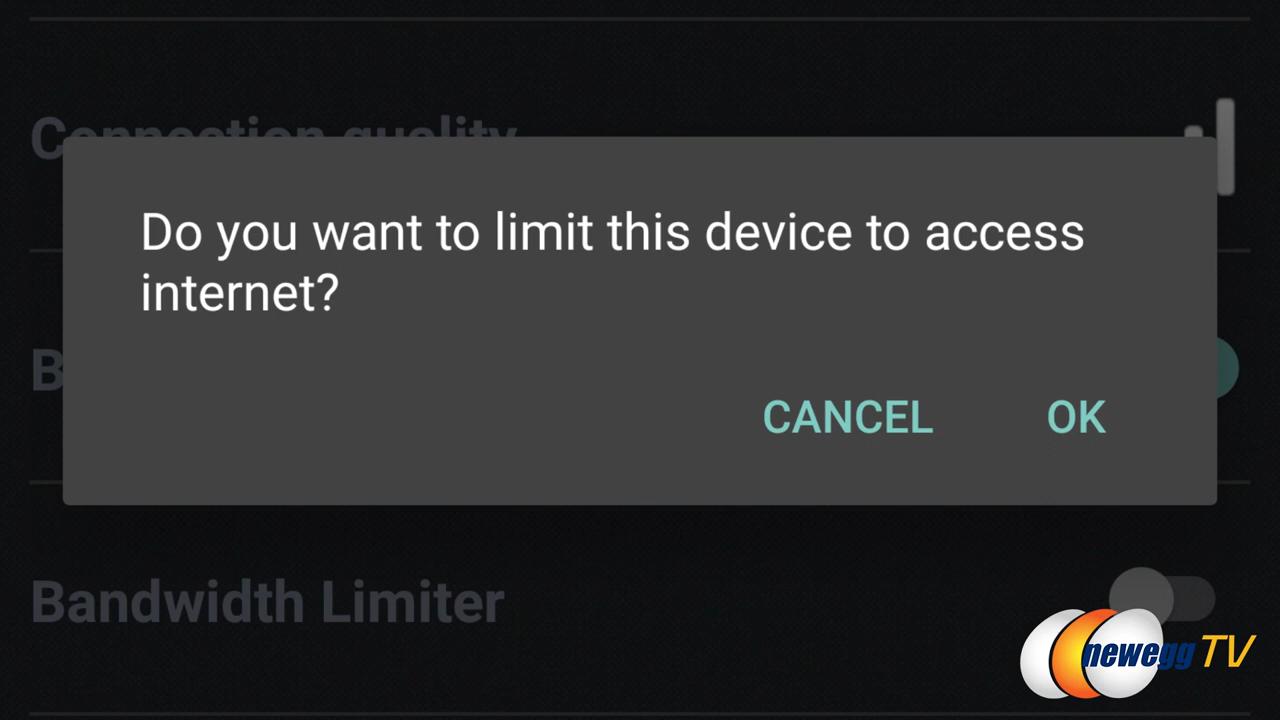 Connection quality
Do you want to limit this device to access
internet?
B
CANCEL OK
Bandwidth Limiter
newegg TV